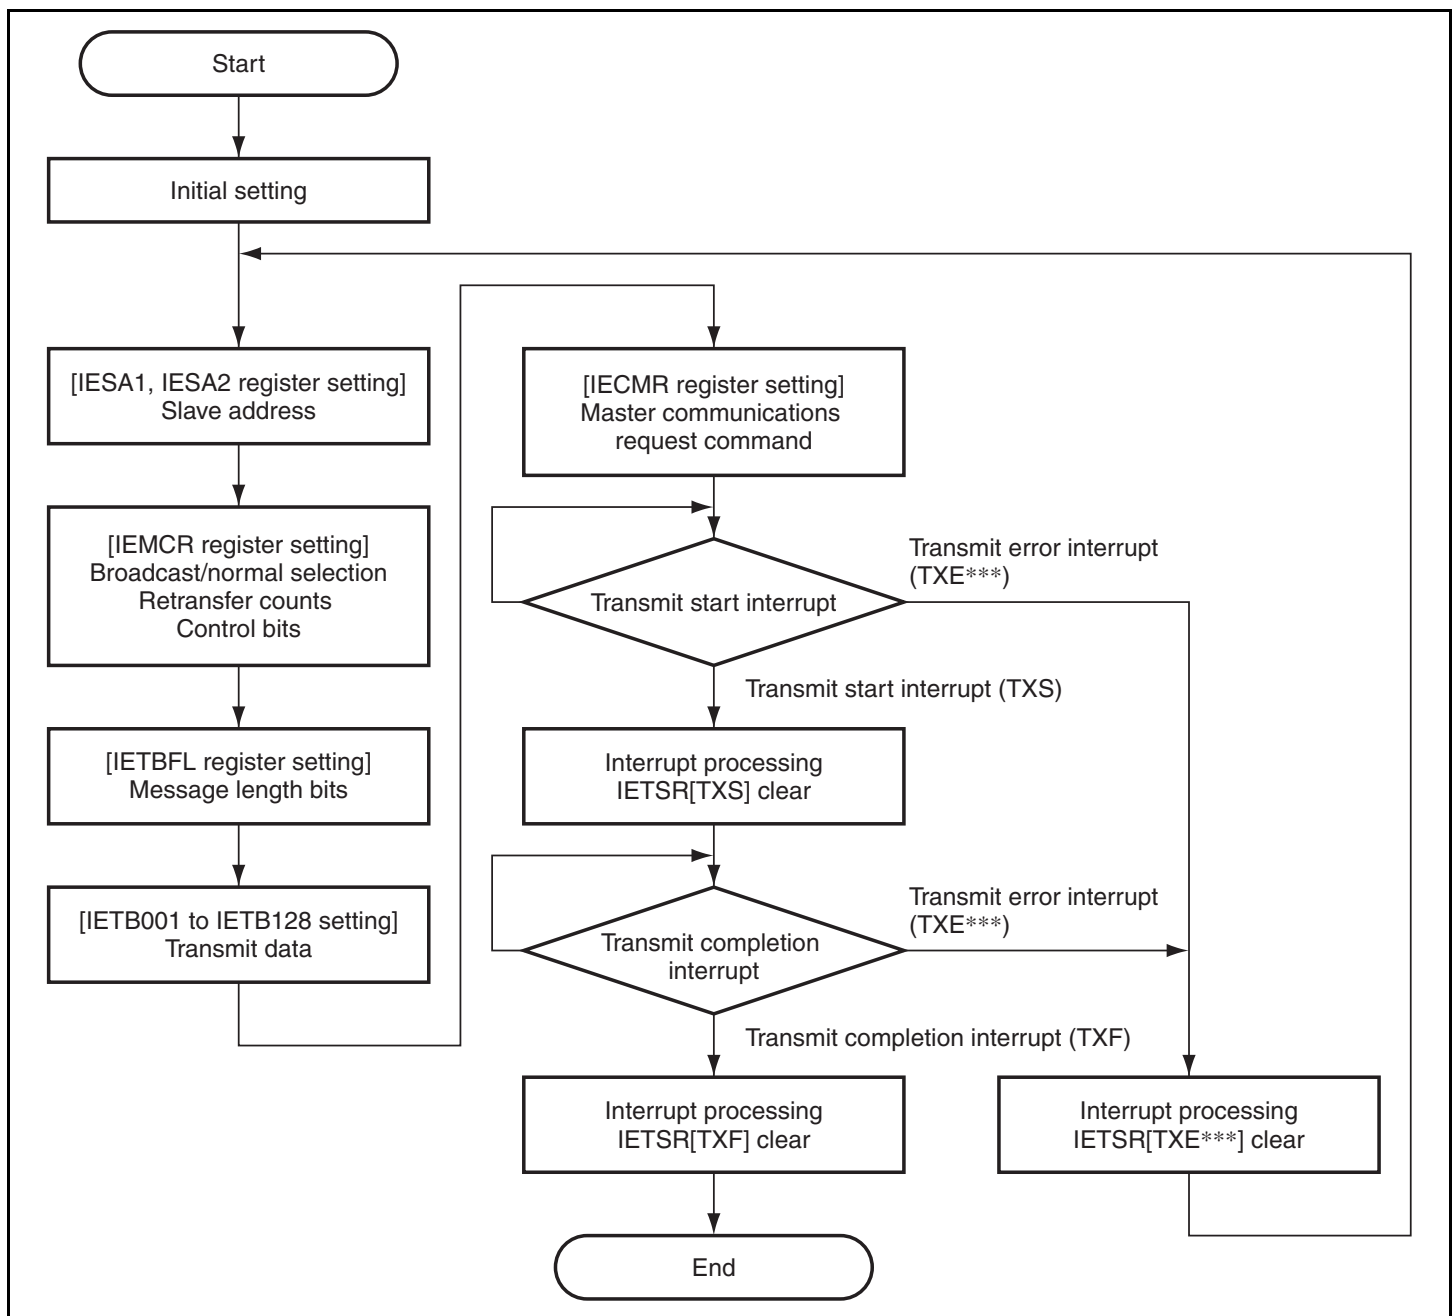 Start
Initial setting
[IESA1, IESA2 register setting]
Slave address
[IEMCR register setting]
Broadcast/normal selection
Retransfer counts
Control bits
[IETBFL register setting]
Message length bits
[IETB001 to IETB128 setting]
Transmit data
[IECMR register setting]
Master communications
request command
Transmit start interrupt
Transmit error interrupt
(TXE***)
Transmit start interrupt (TXS)
Interrupt processing
IETSR[TXS] clear
Transmit completion
interrupt
Transmit error interrupt
(TXE***)
Transmit completion interrupt (TXF)
Interrupt processing
IETSR[TXF] clear
Interrupt processing
IETSR[TXE***] clear
End